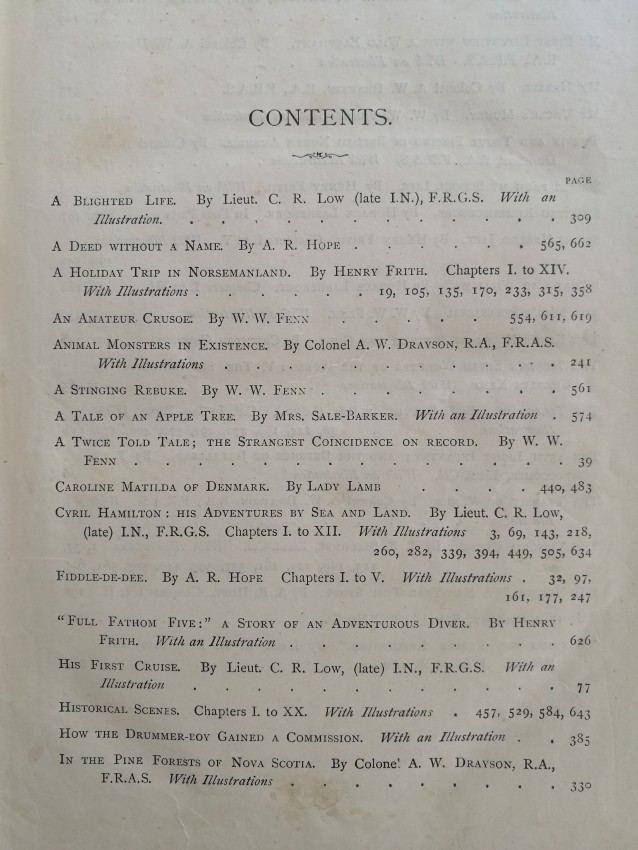 CONTENTS.
PAGE
A Blighted Life. By Lieut. C. R. Low (late I.N.), F.R.G.S. With an
Illustration. . . . . . . . . . . . . . 309
A Deed without a Name. By A. R. Hope . . . . . . 565, 662
A Holiday Trip in Norsemanland. By Henry Frith. Chapters I. to XIV.
With Illustrations . . . . . . 19, 105, 135, 170, 233, 315, 358
An Amateur Crusoe. By W. W. Fenn . . . . . 554, 611, 619
Animal Monsters in Existence. By Colonel A. W. Drayson, R.A., F.R.A.S.
With Illustrations . . . . . . . . . . . . 241
A Stinging Rebuke. By W. W. Fenn . . . . . . . . 561
A Tale of an Apple Tree. By Mrs. Sale-Barker. With an Illustration . 574
A Twice Told Tale; the Strangest Coincidence on record. By W. W.
Fenn . . . . . . . . . . . . . . . 39
Caroline Matilda of Denmark. By Lady Lamb . . . . 440, 483
Cyril Hamilton: his Adventures by Sea and Land. By Lieut. C. R. Low,
(late) I.N., F.R.G.S. Chapters I. to XII. With Illustrations 3, 69, 143, 218,
260, 282, 339, 394, 449, 505, 634
Fiddle-de-dee. By A. R. Hope Chapters I. to V. With Illustrations . 32, 97,
161, 177, 247
"Full Fathom Five:" a Story of an Adventurous Diver. By Henry
Frith. With an Illustration . . . . . . . . . . 626
His First Cruise. By Lieut. C. R. Low, (late) I.N., F.R.G.S. With an
Illustration . . . . . . . . . . . . . 77
Historical Scenes. Chapters I. to XX. With Illustrations . 457, 529, 584, 643
How the Drummer-boy Gained a Commission. With an Illustration . . 385
In the Pine Forests of Nova Scotia. By Colonel A. W. Drayson, R.A.,
F.R.A.S. With Illustrations . . . . . . . . . . 330